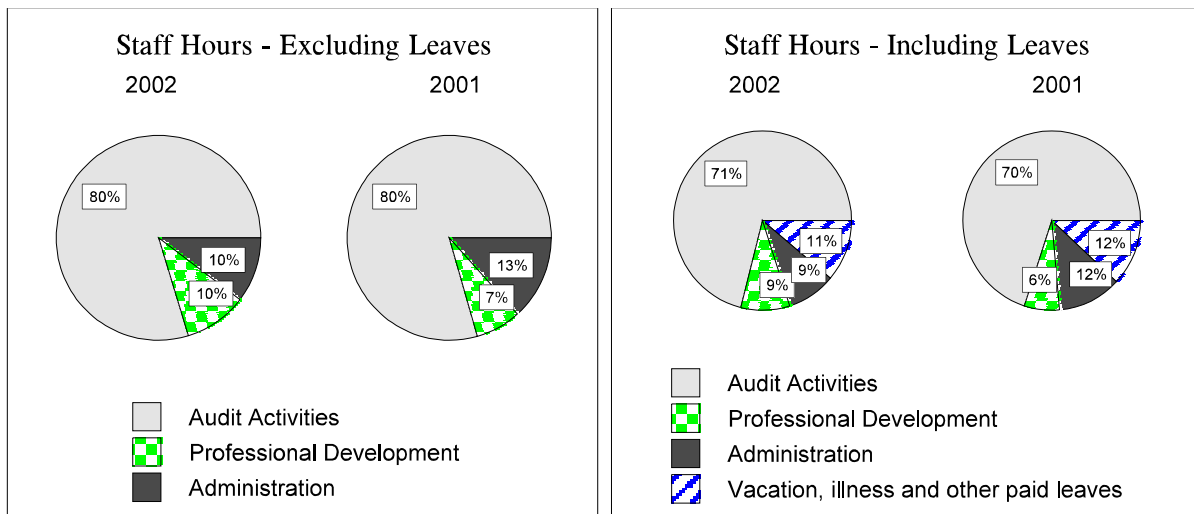 Staff Hours - Excluding Leaves
2002
2001
80%
10%
10%
80%
13%
7%
Audit Activities
Professional Development
Administration
Staff Hours - Including Leaves
2002
2001
71%
11%
9%
9%
70%
12%
12%
6%
Audit Activities
Professional Development
Administration
Vacation, illness and other paid leaves